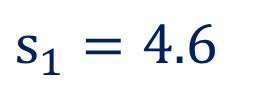 s₁ = 4.6